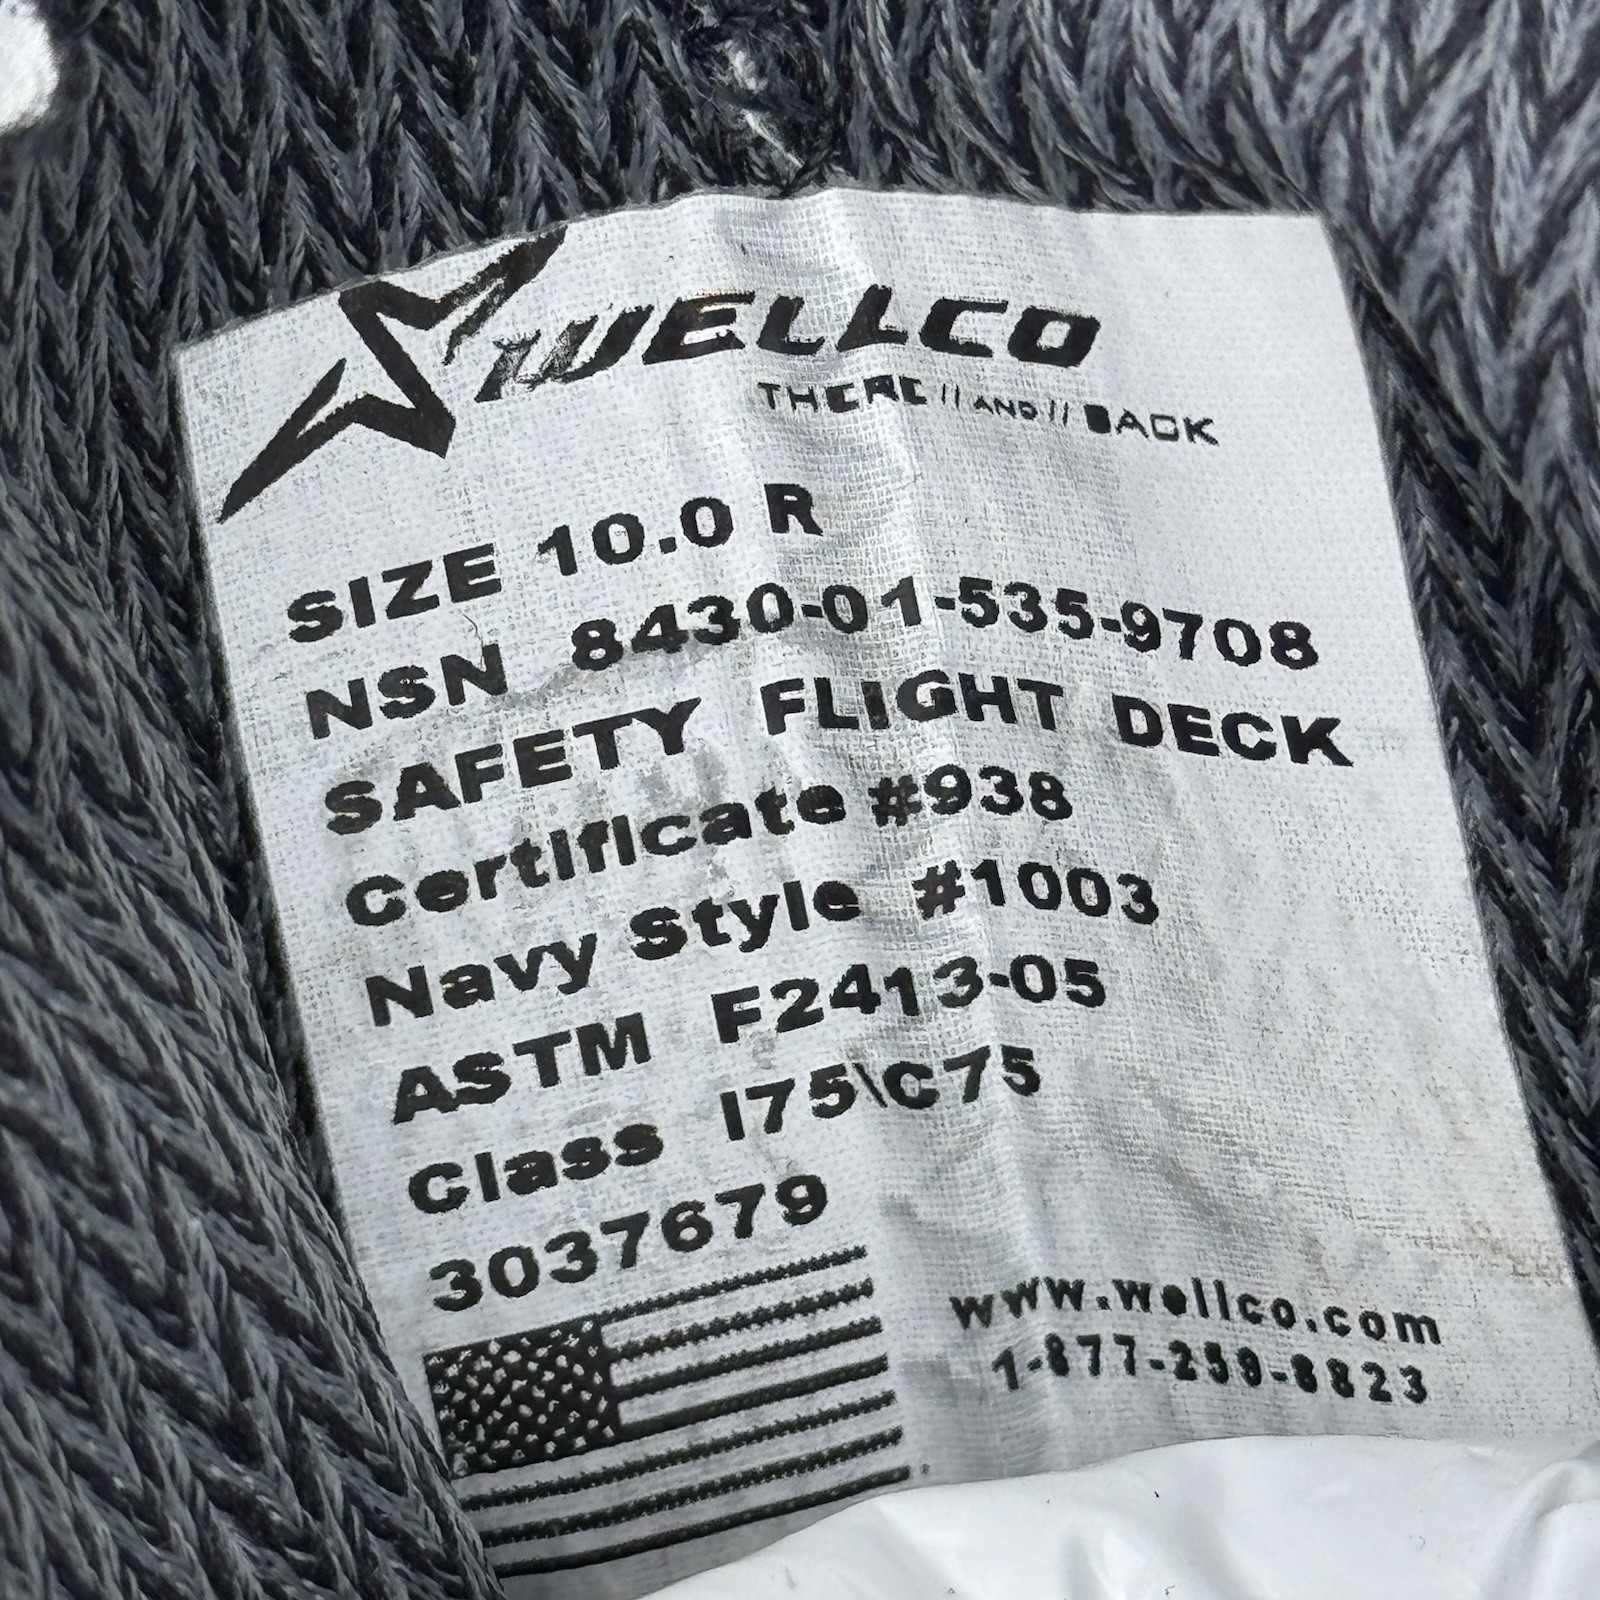 WELLCO
THERE // AND // BACK
SIZE 10.0 R
NSN 8430-01-535-9708
SAFETY FLIGHT DECK
Certificate #938
Navy Style #1003
ASTM F2413-05
Class I75\C75
3037679
www.wellco.com
1-877-259-8823